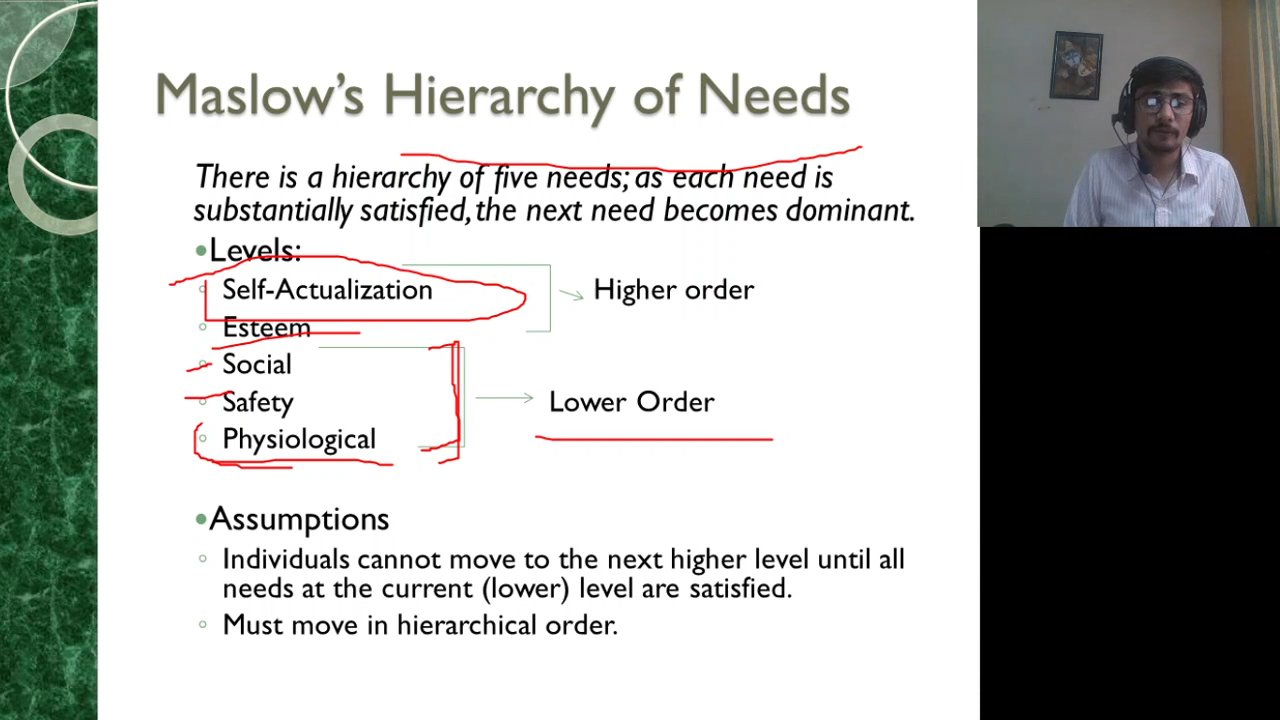 Maslow's Hierarchy of Needs
There is a hierarchy of five needs; as each need is
substantially satisfied, the next need becomes dominant.
Levels:
Self-Actualization
Higher order
Esteem
Social
Safety
Lower Order
Physiological
Assumptions
Individuals cannot move to the next higher level until all
needs at the current (lower) level are satisfied.
Must move in hierarchical order.